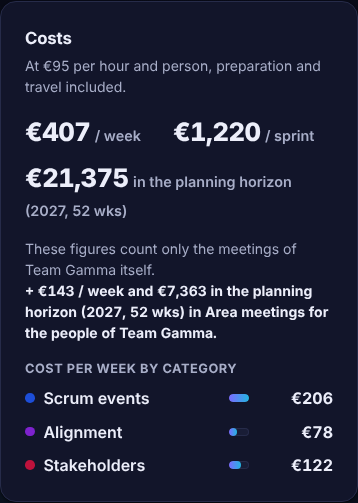 Costs
At €95 per hour and person, preparation and
travel included.
€407 / week €1,220 / sprint
€21,375 in the planning horizon
(2027, 52 wks)
These figures count only the meetings of
Team Gamma itself.
+ €143 / week and €7,363 in the planning
horizon (2027, 52 wks) in Area meetings for
the people of Team Gamma.
COST PER WEEK BY CATEGORY
Scrum events €206
Alignment €78
Stakeholders €122